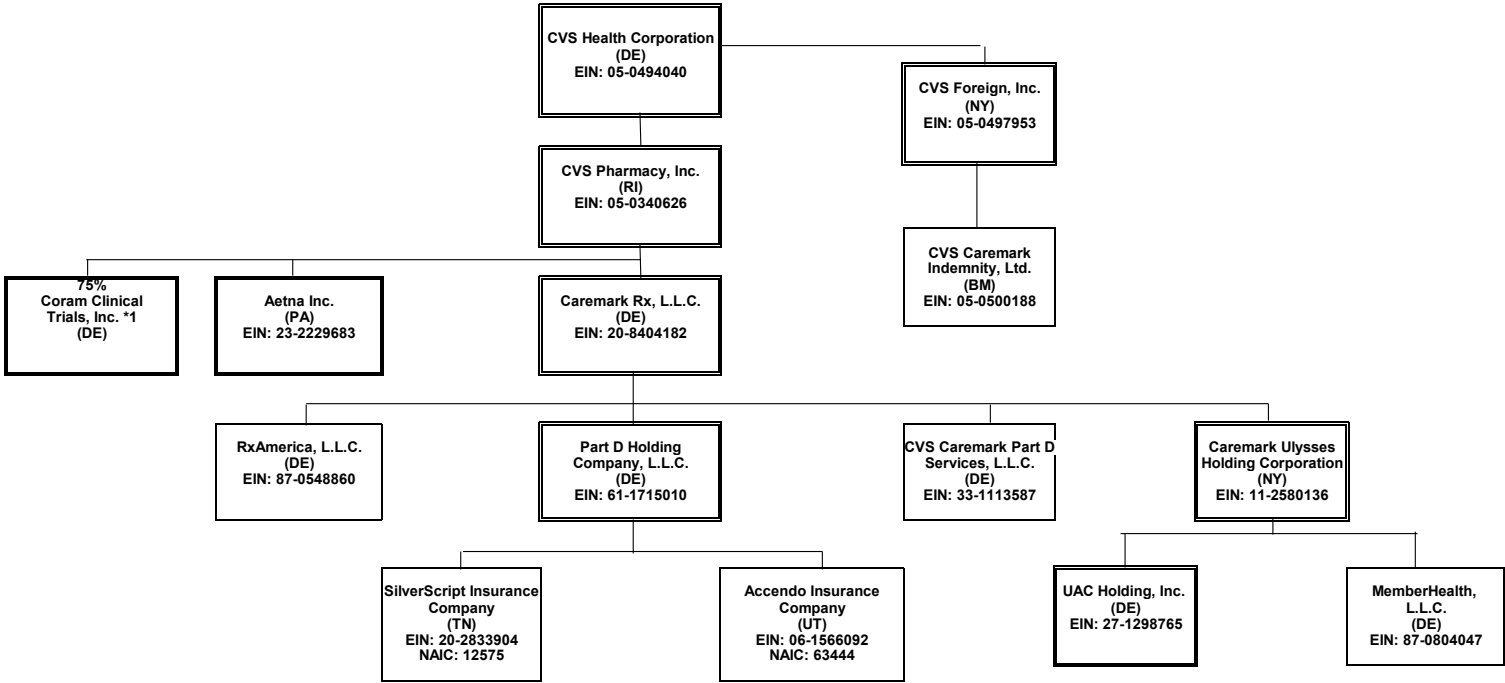 CVS Health Corporation
(DE)
EIN: 05-0494040
CVS Foreign, Inc.
(NY)
EIN: 05-0497953
CVS Pharmacy, Inc.
(RI)
EIN: 05-0340626
CVS Caremark
Indemnity, Ltd.
(BM)
EIN: 05-0500188
75%
Coram Clinical
Trials, Inc. *1
(DE)
Aetna Inc.
(PA)
EIN: 23-2229683
Caremark Rx, L.L.C.
(DE)
EIN: 20-8404182
RxAmerica, L.L.C.
(DE)
EIN: 87-0548860
Part D Holding
Company, L.L.C.
(DE)
EIN: 61-1715010
CVS Caremark Part D
Services, L.L.C.
(DE)
EIN: 33-1113587
Caremark Ulysses
Holding Corporation
(NY)
EIN: 11-2580136
SilverScript Insurance
Company
(TN)
EIN: 20-2833904
NAIC: 12575
Accendo Insurance
Company
(UT)
EIN: 06-1566092
NAIC: 63444
UAC Holding, Inc.
(DE)
EIN: 27-1298765
MemberHealth,
L.L.C.
(DE)
EIN: 87-0804047